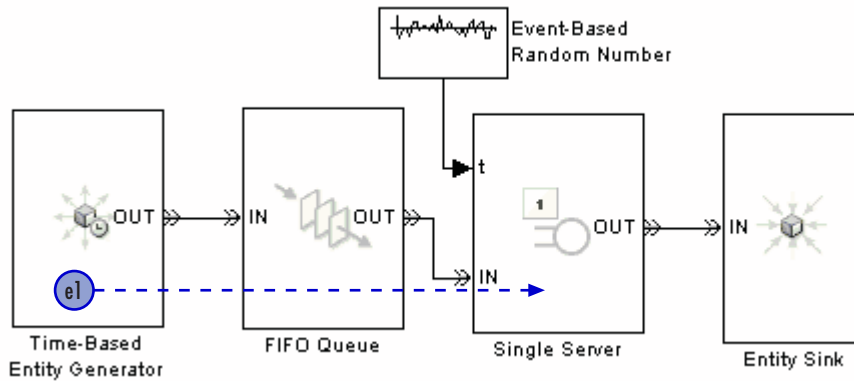 Event-Based
Random Number
t
1
OUT
IN
OUT
OUT
IN
IN
e1
Time-Based
Entity Generator
FIFO Queue
Single Server
Entity Sink